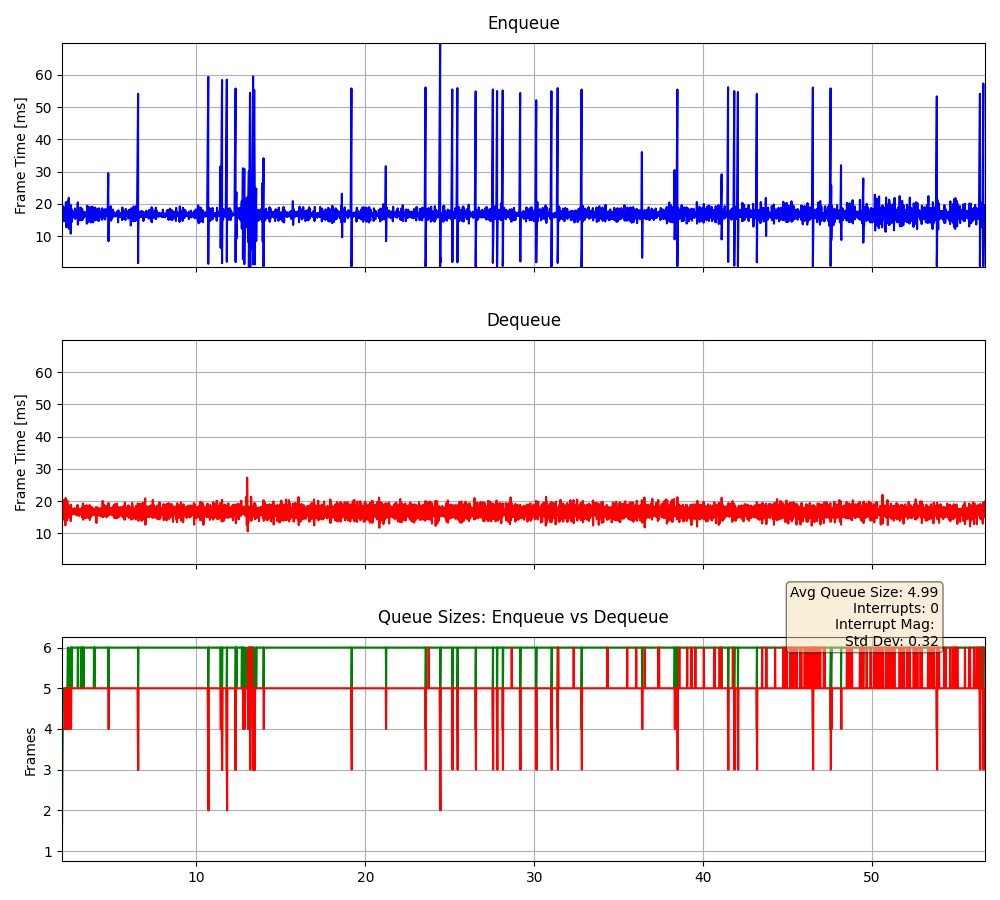 Enqueue
Frame Time [ms]
60
50
40
30
20
10
Dequeue
Frame Time [ms]
60
50
40
30
20
10
Avg Queue Size: 4.99
Interrupts: 0
Interrupt Mag:
Std Dev: 0.32
Queue Sizes: Enqueue vs Dequeue
Frames
6
5
4
3
2
1
10 20 30 40 50